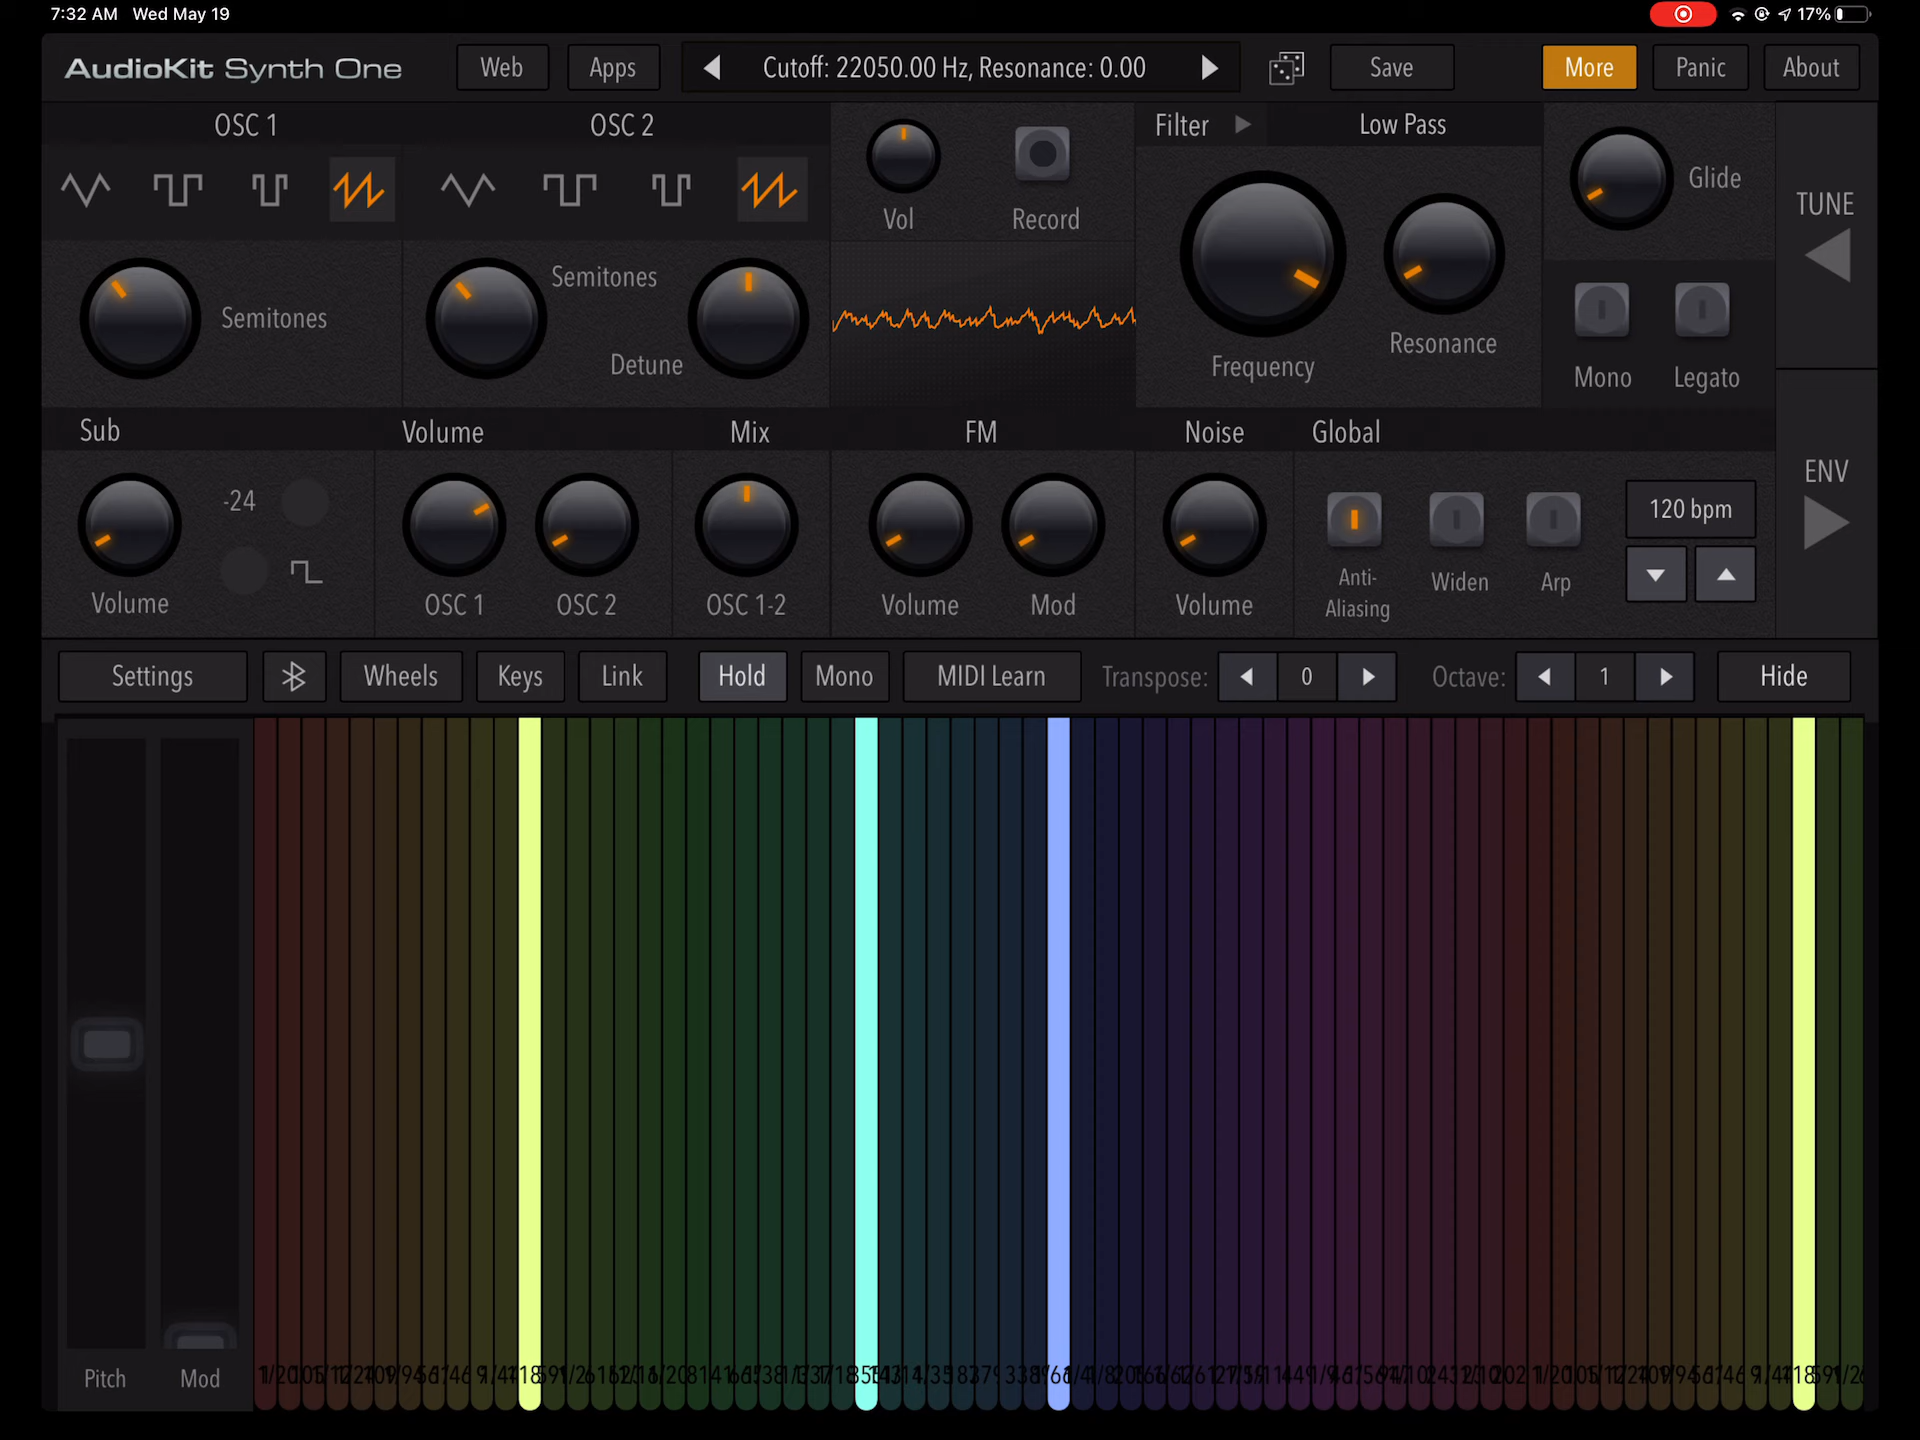 7:32 AM Wed May 19
17%
AudioKit Synth One
Web
Apps
Cutoff: 22050.00 Hz, Resonance: 0.00
Save
More
Panic
About
OSC 1
OSC 2
Vol
Record
Filter
Low Pass
Glide
TUNE
Semitones
Semitones
Detune
Frequency
Resonance
Mono
Legato
Sub
Volume
Mix
FM
Noise
Global
ENV
-24
120 bpm
Volume
OSC 1
OSC 2
OSC 1-2
Volume
Mod
Volume
Anti-
Aliasing
Widen
Arp
Settings
Wheels
Keys
Link
Hold
Mono
MIDI Learn
Transpose:
0
Octave:
1
Hide
Pitch
Mod